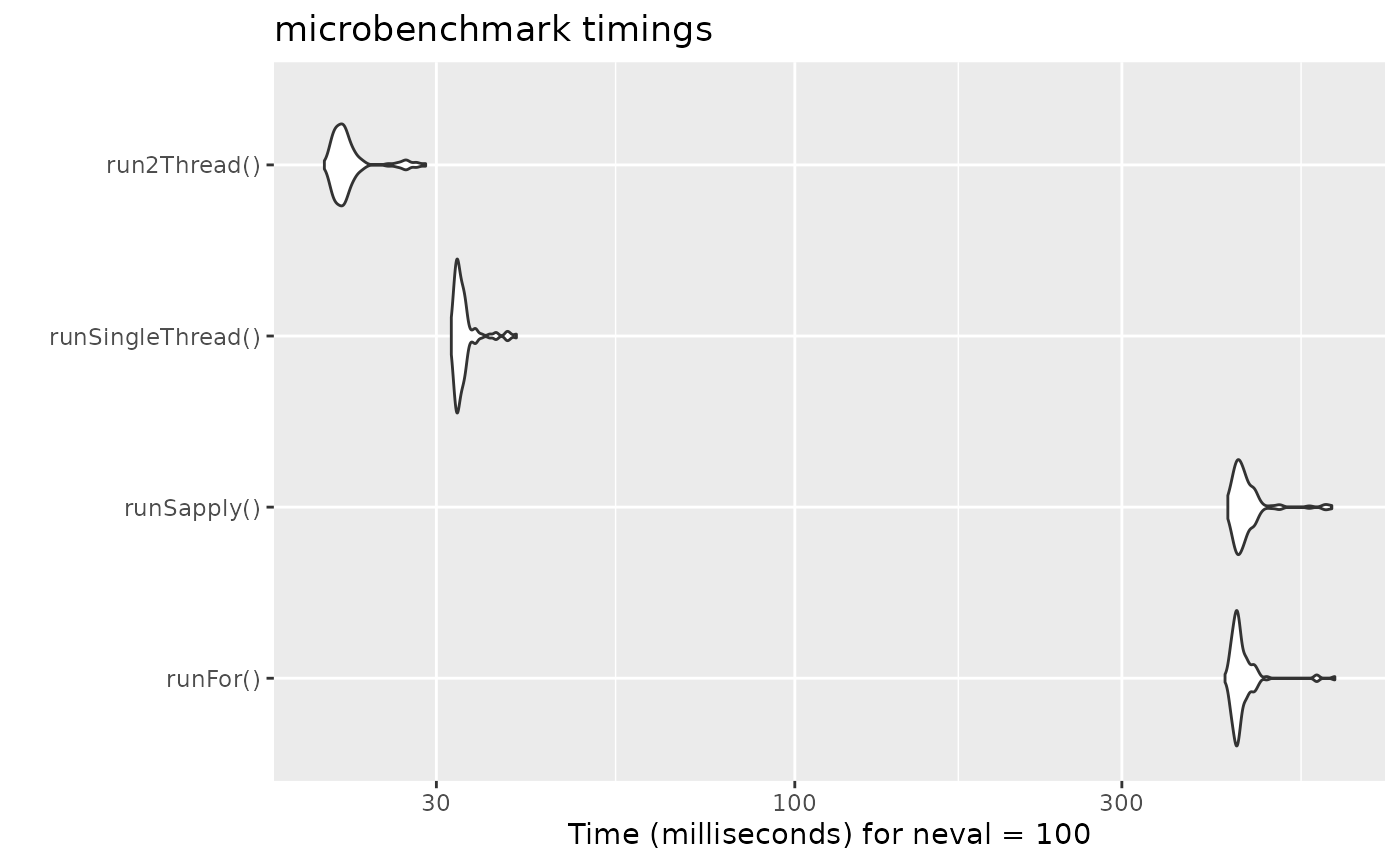 microbenchmark timings
run2Thread()
runSingleThread()
runSapply()
runFor()
30 100 300
Time (milliseconds) for neval = 100